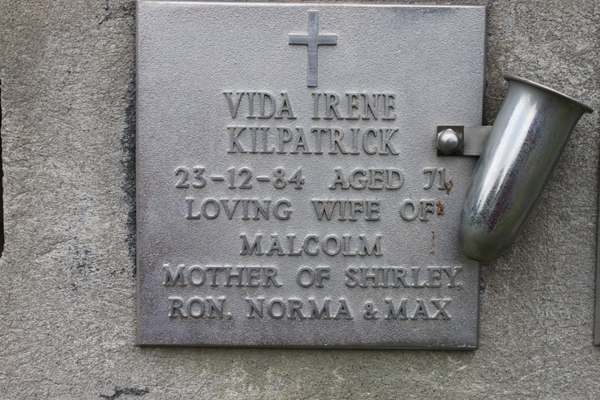 VIDA IRENE
KILPATRICK
23-12-84 AGED 71
LOVING WIFE OF
MALCOLM
MOTHER OF SHIRLEY,
RON, NORMA & MAX